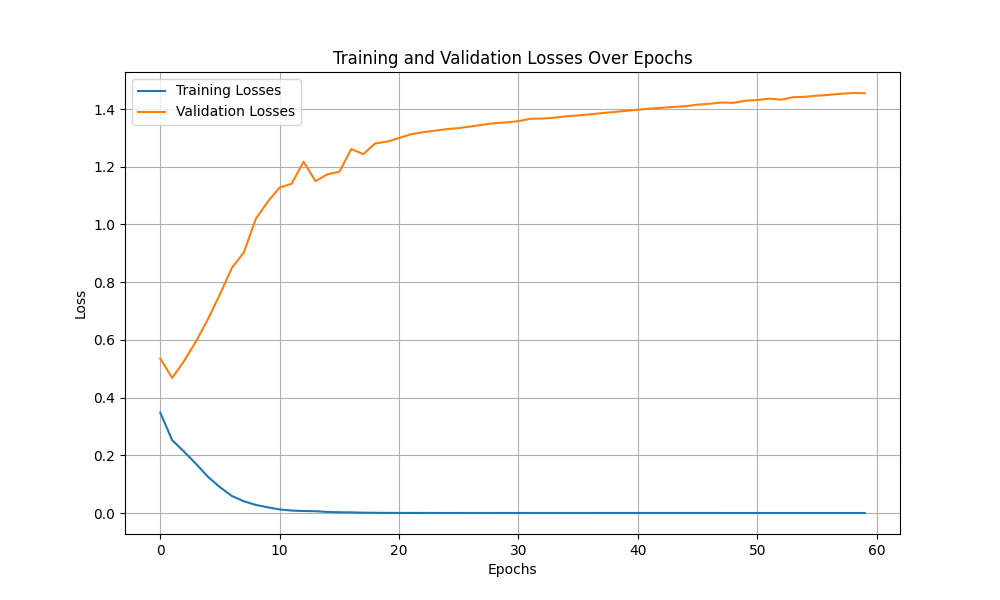 Training and Validation Losses Over Epochs
Training Losses
Validation Losses
1.4
1.2
1.0
0.8
0.6
0.4
0.2
0.0
Loss
0 10 20 30 40 50 60
Epochs